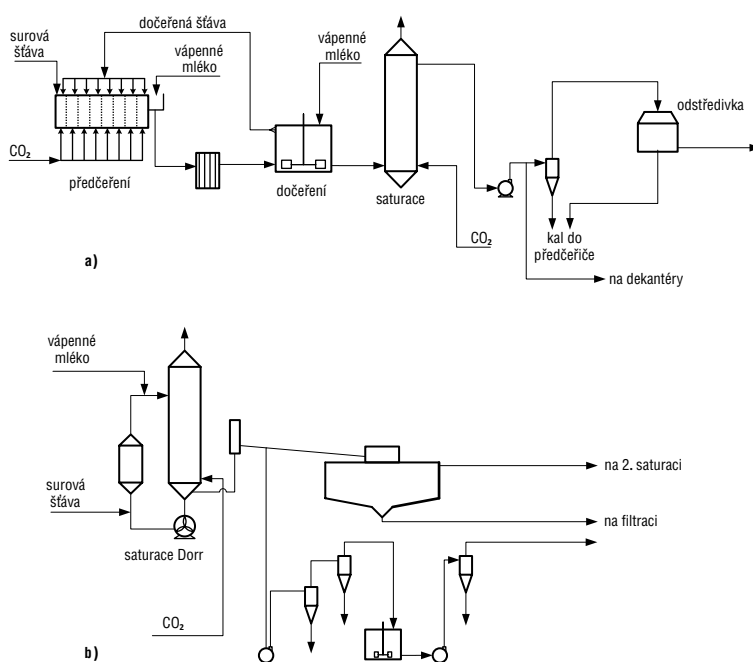 dočeřená šťáva
surová
šťáva
vápenné
mléko
vápenné
mléko
odstředivka
CO₂
předčeření
dočeření
saturace
CO₂
kal do
předčeřiče
a)
na dekantéry
vápenné
mléko
na 2. saturaci
surová
šťáva
na filtraci
saturace Dorr
CO₂
b)